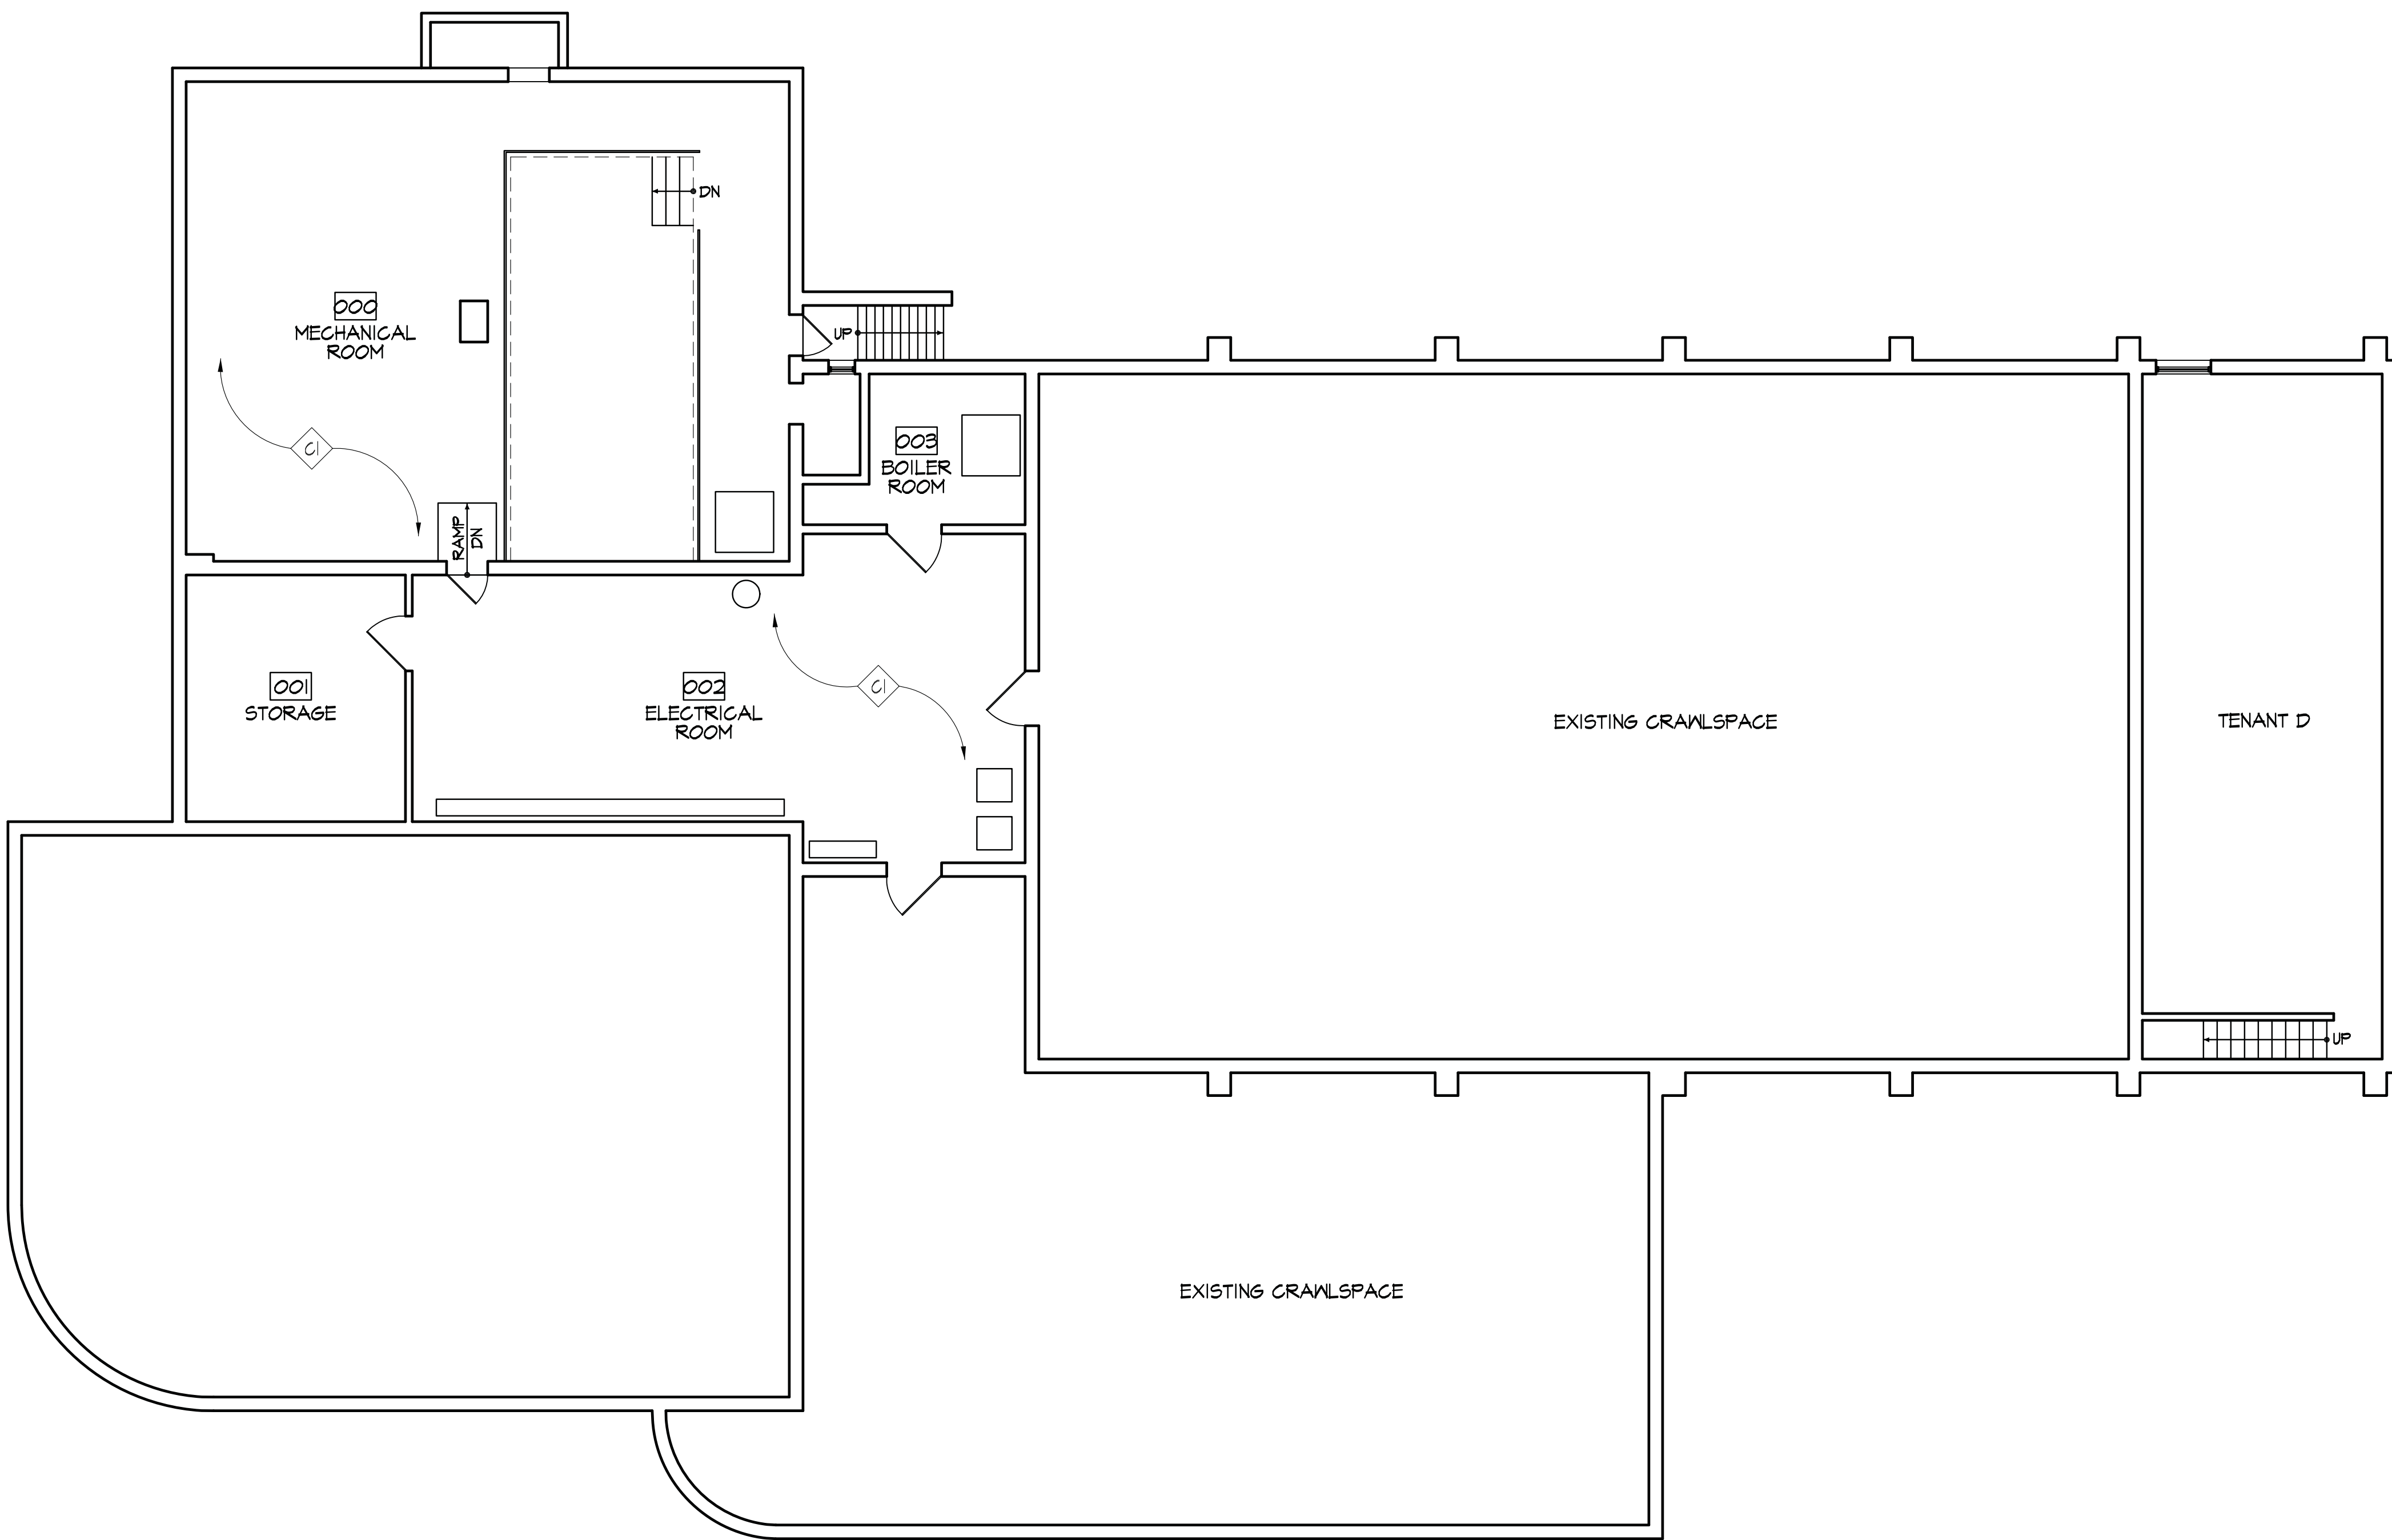 DN
000
MECHANICAL
ROOM
UP
003
BOILER
ROOM
C1
RAMP
DN
001
STORAGE
002
ELECTRICAL
ROOM
C1
EXISTING CRAWLSPACE
TENANT D
UP
EXISTING CRAWLSPACE